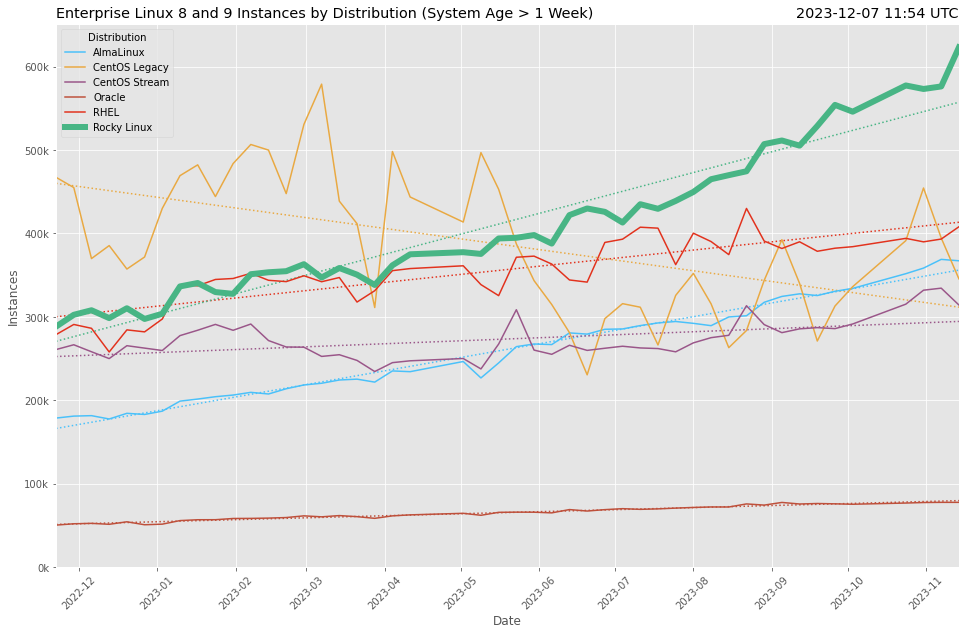 Enterprise Linux 8 and 9 Instances by Distribution (System Age > 1 Week)
2023-12-07 11:54 UTC
Distribution
AlmaLinux
CentOS Legacy
CentOS Stream
Oracle
RHEL
Rocky Linux
600k
500k
400k
300k
200k
100k
0k
Instances
2022-12
2023-01
2023-02
2023-03
2023-04
2023-05
2023-06
2023-07
2023-08
2023-09
2023-10
2023-11
Date